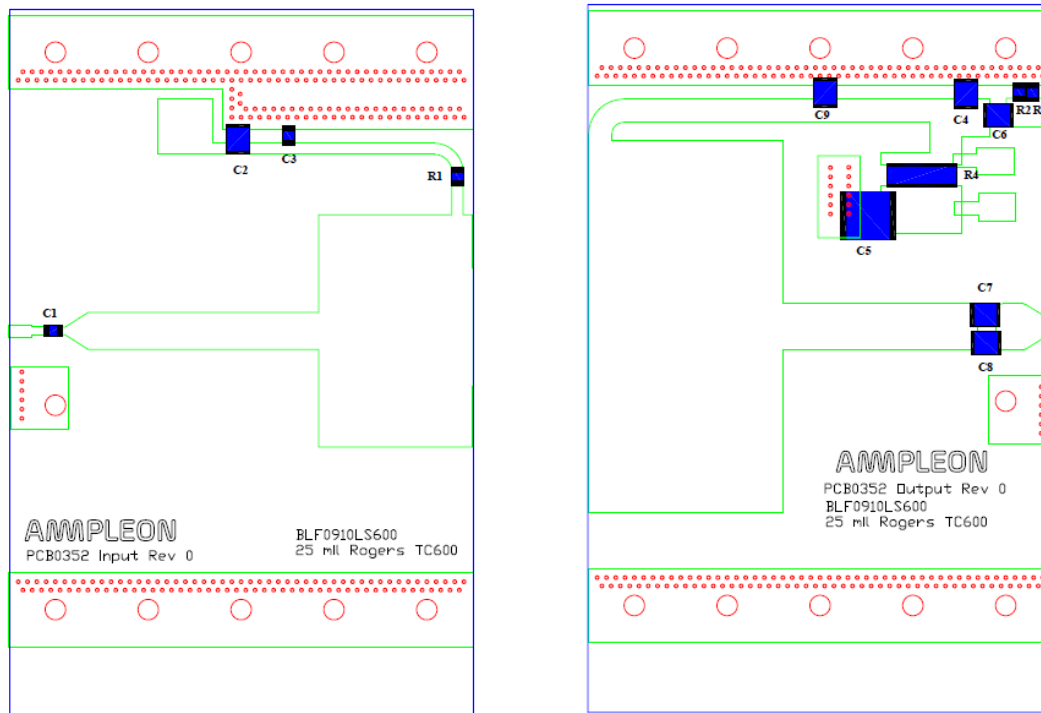 C9
C4
R2
R
C6
C2
C3
R1
R4
C5
C1
C7
C8
AMPLEON
PCB0352 Input Rev 0
BLF0910LS600
25 mil Rogers TC600
AMPLEON
PCB0352 Output Rev 0
BLF0910LS600
25 mil Rogers TC600